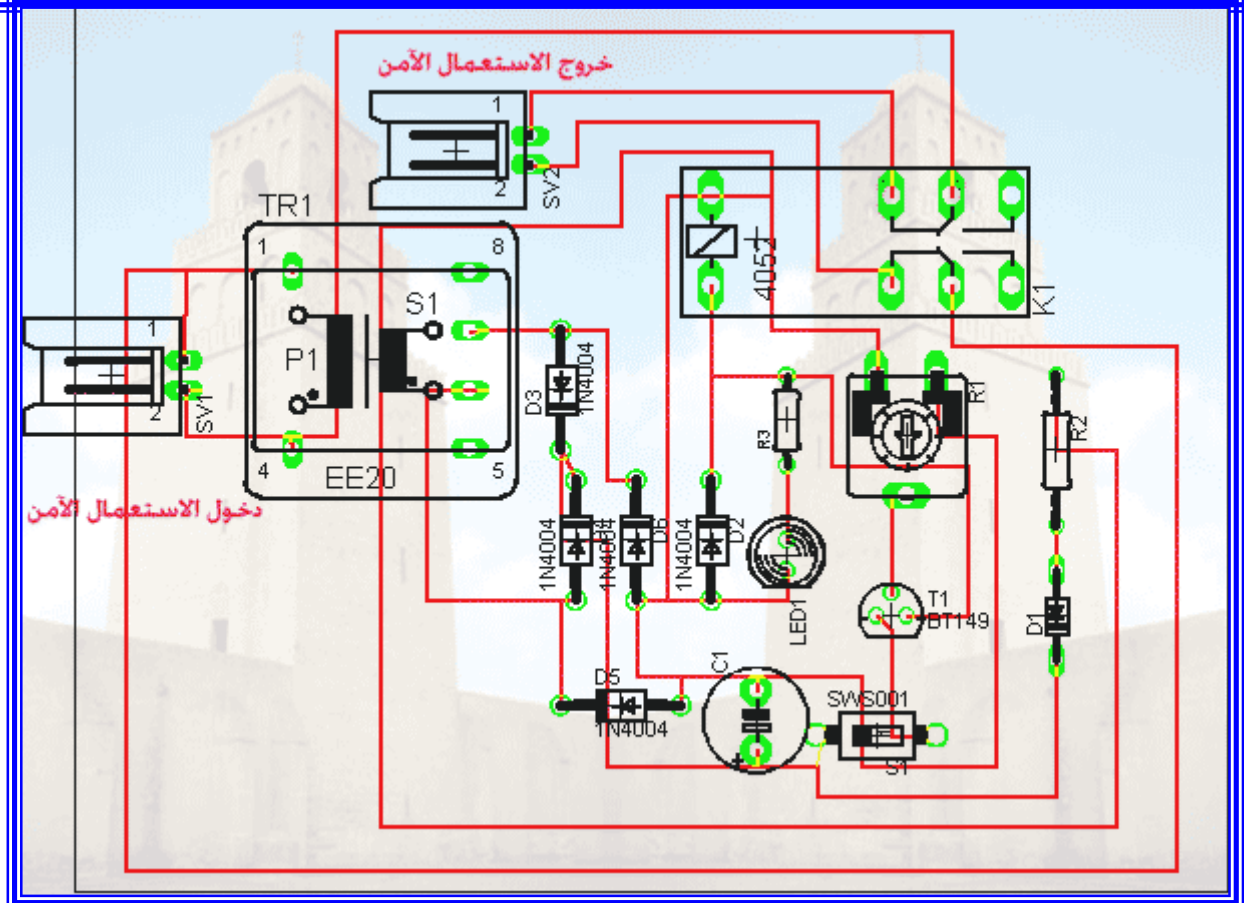 خروج الاستعمال الآمن
1
2
SV2
TR1
1
8
S1
P1
4
5
EE20
1
2
SV1
دخول الاستعمال الآمن
4052
K1
D3
1N4004
R3
R1
R2
1N4004
1N4004
D6
1N4004
D2
LED1
T1
BT149
D1
D5
1N4004
C1
+
SWS001
S1